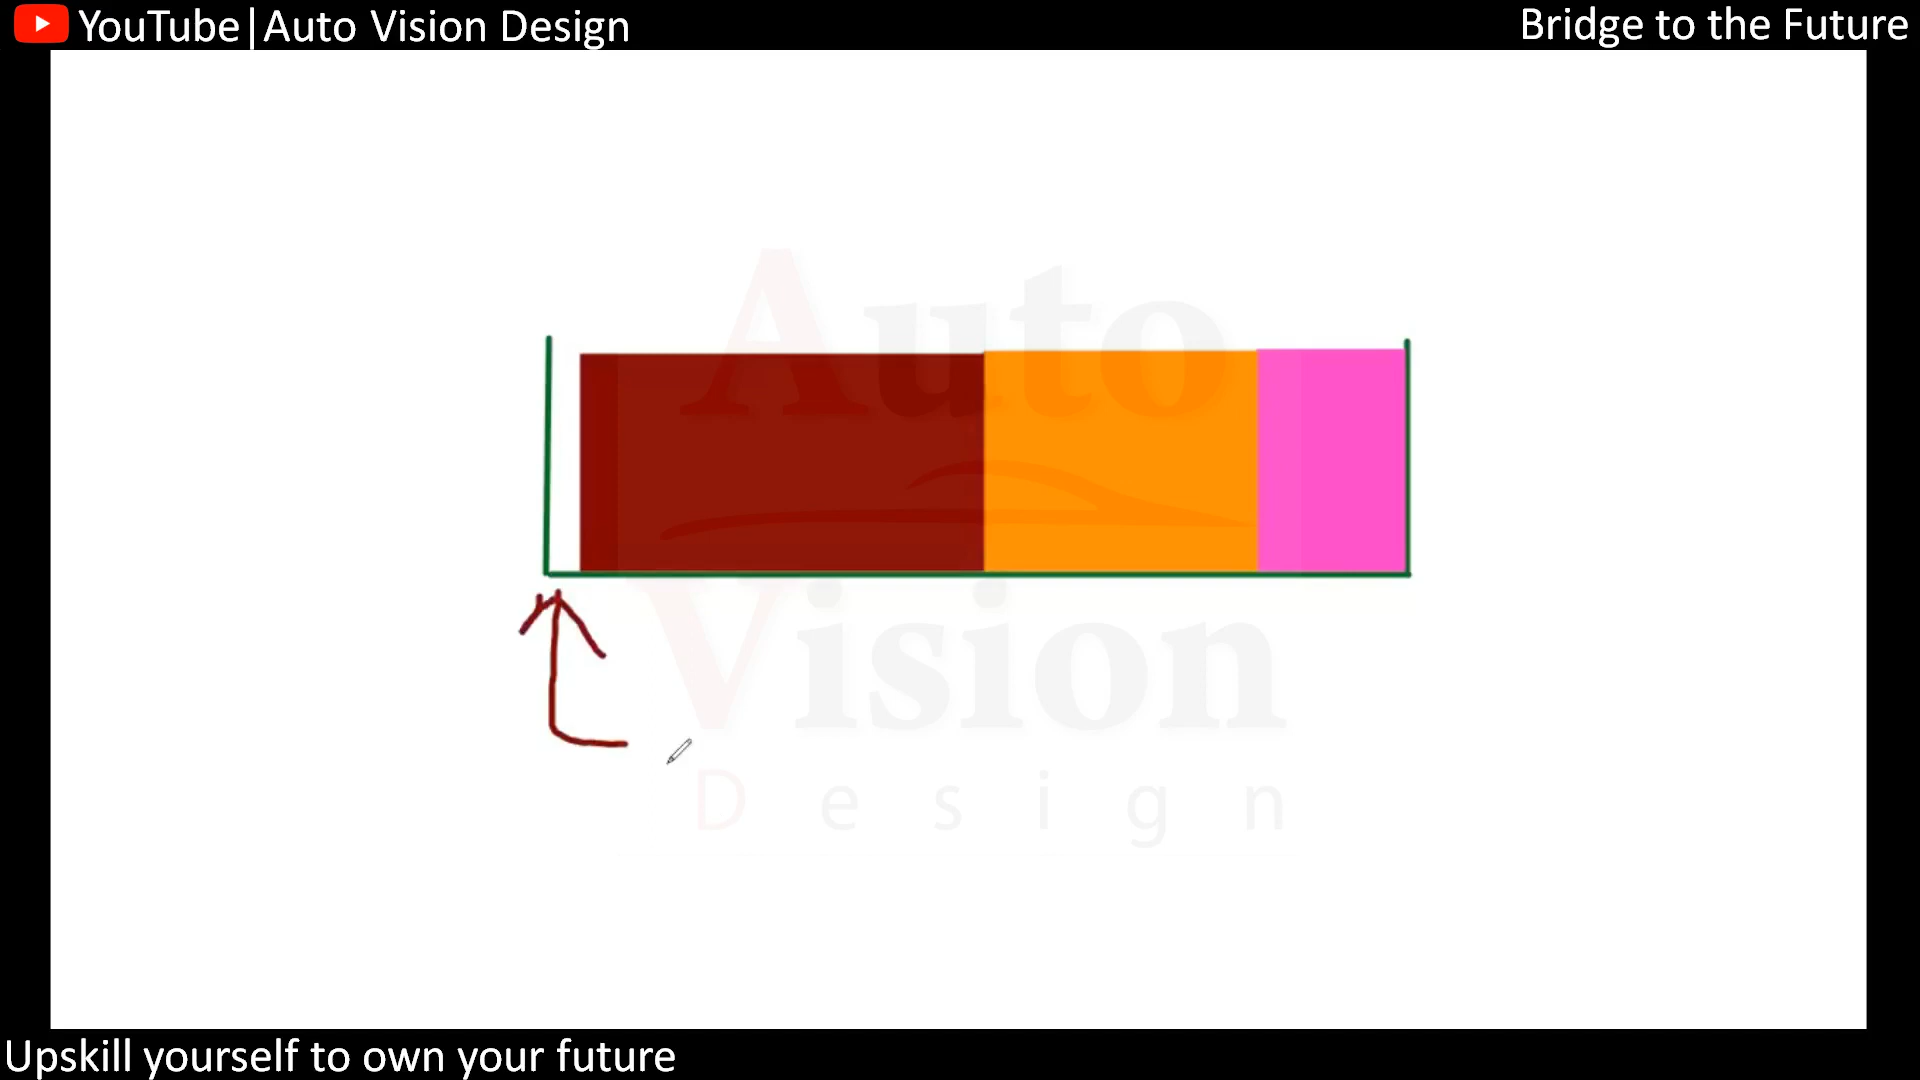 YouTube|Auto Vision Design
Bridge to the Future
Auto
Vision
Design
Upskill yourself to own your future